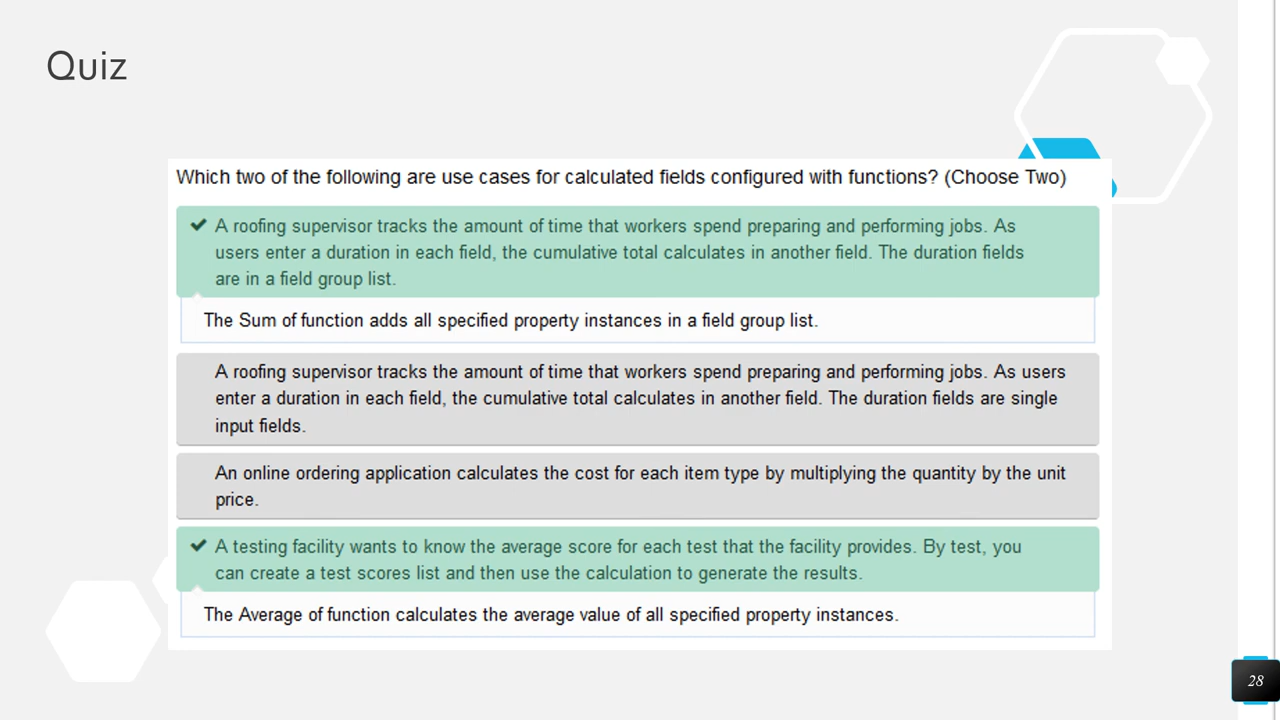 Quiz
Which two of the following are use cases for calculated fields configured with functions? (Choose Two)
A roofing supervisor tracks the amount of time that workers spend preparing and performing jobs. As
users enter a duration in each field, the cumulative total calculates in another field. The duration fields
are in a field group list.
The Sum of function adds all specified property instances in a field group list.
A roofing supervisor tracks the amount of time that workers spend preparing and performing jobs. As users
enter a duration in each field, the cumulative total calculates in another field. The duration fields are single
input fields.
An online ordering application calculates the cost for each item type by multiplying the quantity by the unit
price.
A testing facility wants to know the average score for each test that the facility provides. By test, you
can create a test scores list and then use the calculation to generate the results.
The Average of function calculates the average value of all specified property instances.
28